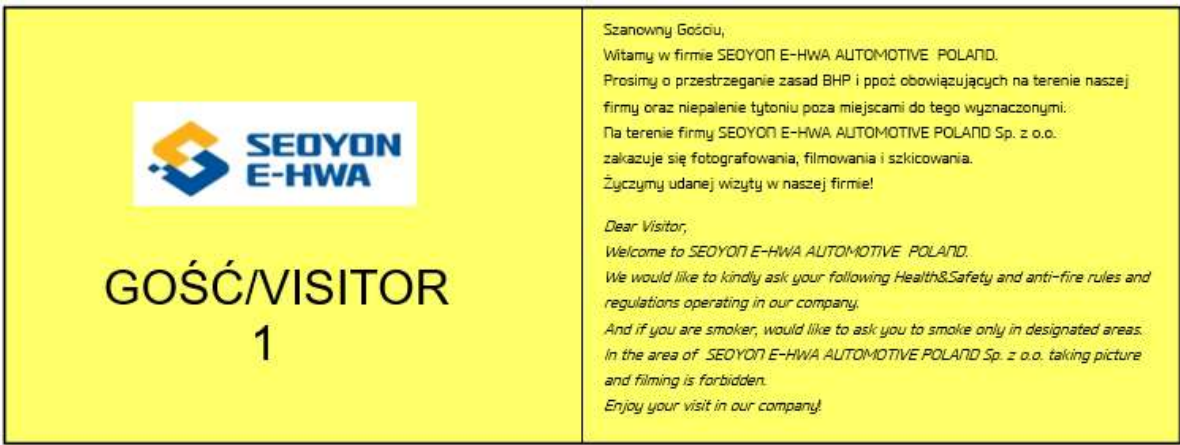 SEOYON
E-HWA
GOŚĆ/VISITOR
1
Szanowny Gościu,
Witamy w firmie SEOYON E-HWA AUTOMOTIVE POLAND.
Prosimy o przestrzeganie zasad BHP i ppoż obowiązujących na terenie naszej
firmy oraz niepalenie tytoniu poza miejscami do tego wyznaczonymi.
Na terenie firmy SEOYON E-HWA AUTOMOTIVE POLAND Sp. z o.o.
zakazuje się fotografowania, filmowania i szkicowania.
Życzymy udanej wizyty w naszej firmie!
Dear Visitor,
Welcome to SEOYON E-HWA AUTOMOTIVE POLAND.
We would like to kindly ask your following Health&Safety and anti-fire rules and
regulations operating in our company.
And if you are smoker, would like to ask you to smoke only in designated areas.
In the area of SEOYON E-HWA AUTOMOTIVE POLAND Sp. z o.o. taking picture
and filming is forbidden.
Enjoy your visit in our company!